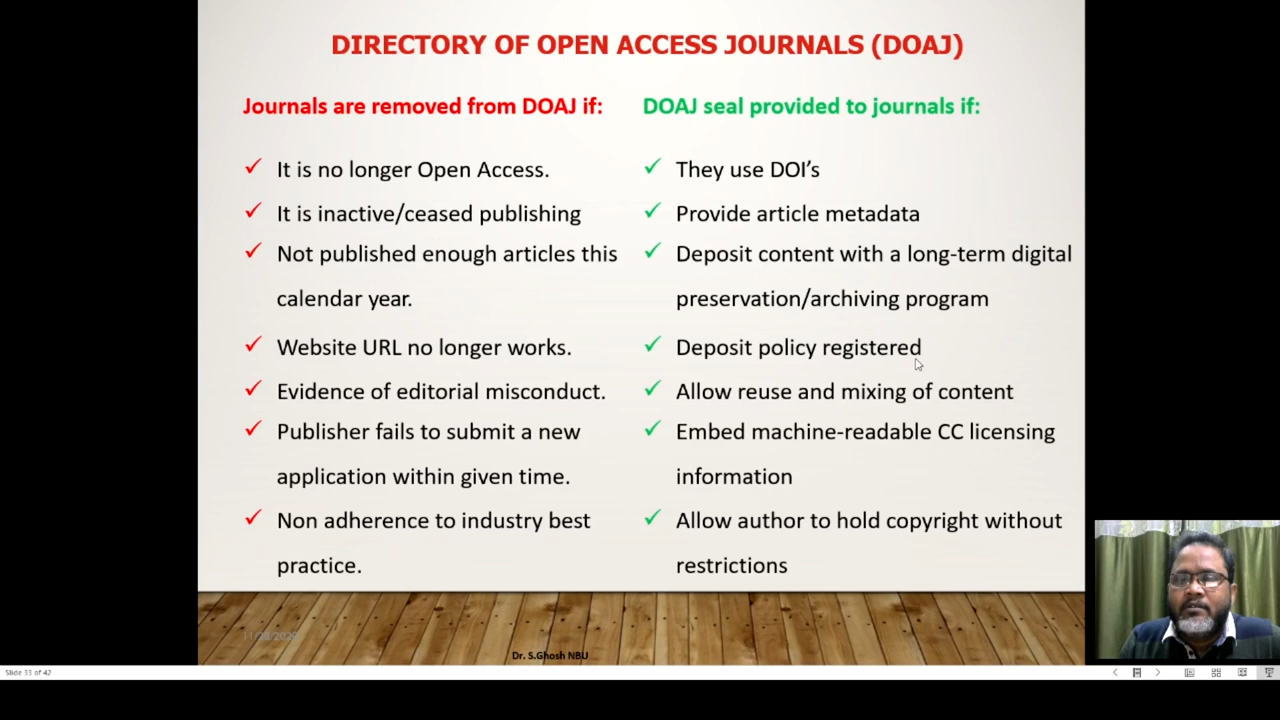 DIRECTORY OF OPEN ACCESS JOURNALS (DOAJ)
Journals are removed from DOAJ if:
It is no longer Open Access.
It is inactive/ceased publishing
Not published enough articles this
calendar year.
Website URL no longer works.
Evidence of editorial misconduct.
Publisher fails to submit a new
application within given time.
Non adherence to industry best
practice.
DOAJ seal provided to journals if:
They use DOI’s
Provide article metadata
Deposit content with a long-term digital
preservation/archiving program
Deposit policy registered
Allow reuse and mixing of content
Embed machine-readable CC licensing
information
Allow author to hold copyright without
restrictions
Dr. S.Ghosh NBU
Slide 33 of 42